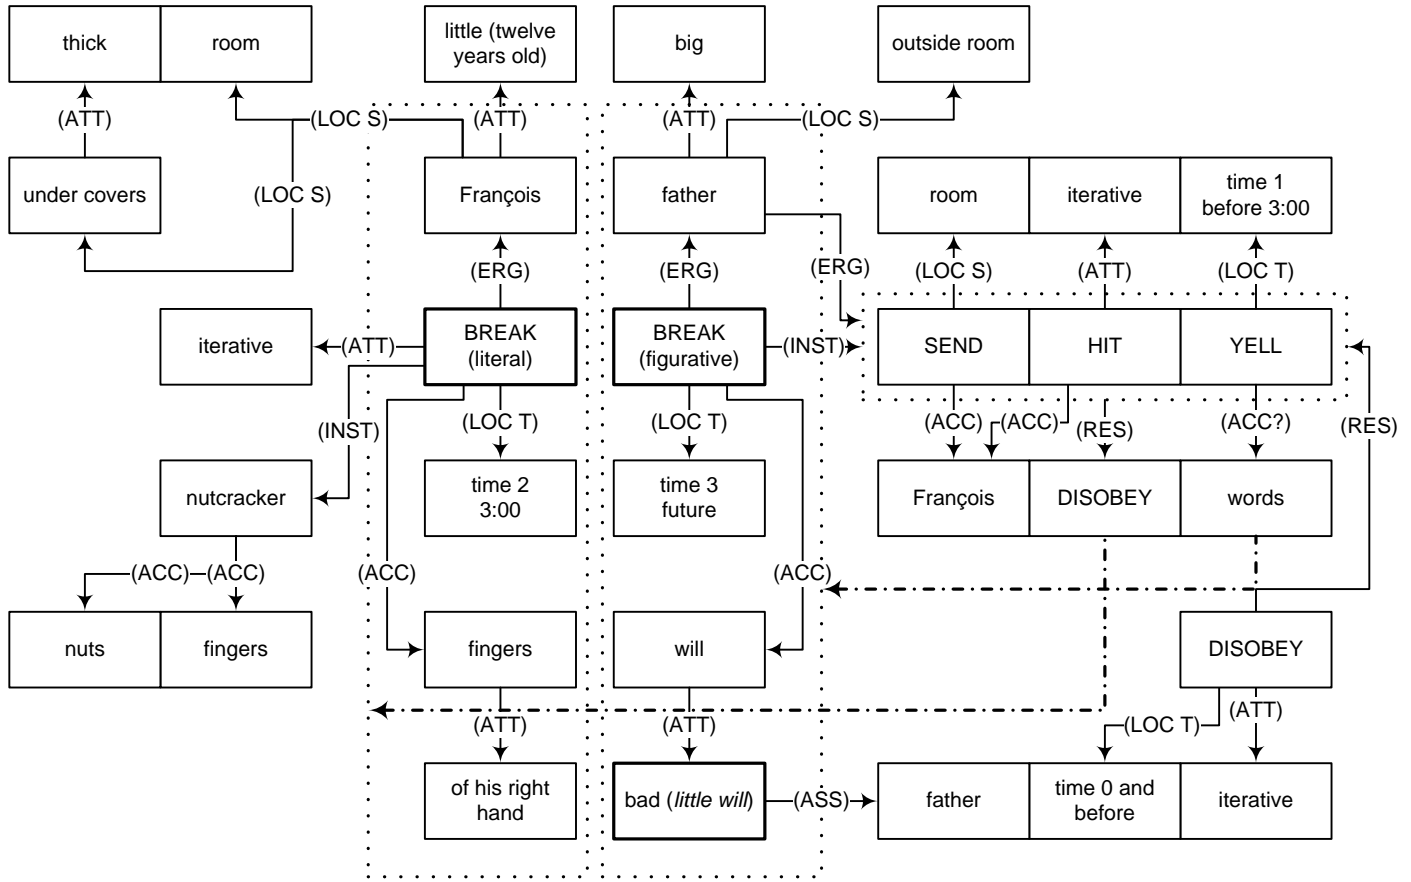 thick
room
little (twelve
years old)
big
outside room
(ATT)
(LOC S)
(ATT)
(ATT)
(LOC S)
under covers
(LOC S)
François
father
room
iterative
time 1
before 3:00
(ERG)
(ERG)
(ERG)
(LOC S)
(ATT)
(LOC T)
iterative
(ATT)
BREAK
(literal)
BREAK
(figurative)
(INST)
SEND
HIT
YELL
(INST)
(LOC T)
(LOC T)
(ACC)
(ACC)
(RES)
(ACC?)
(RES)
nutcracker
time 2
3:00
time 3
future
François
DISOBEY
words
(ACC)
(ACC)
(ACC)
(ACC)
nuts
fingers
fingers
will
DISOBEY
(ATT)
(ATT)
(LOC T)
(ATT)
of his right
hand
bad (little will)
(ASS)
father
time 0 and
before
iterative